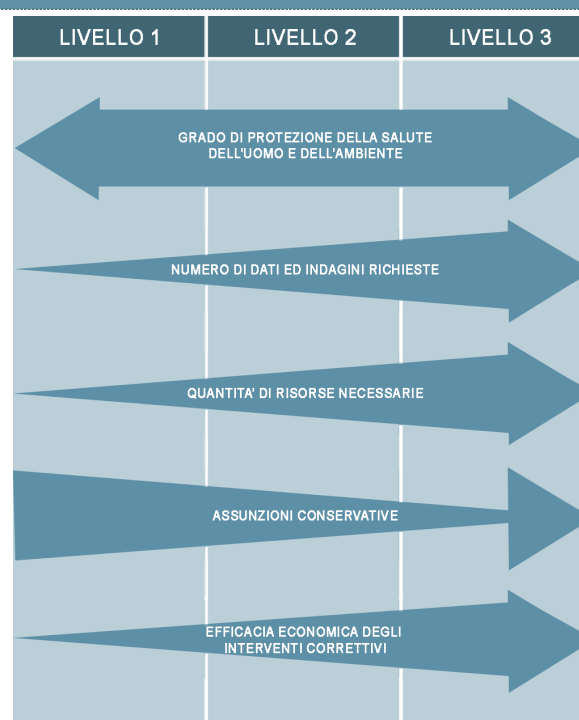 LIVELLO 1 LIVELLO 2 LIVELLO 3
GRADO DI PROTEZIONE DELLA SALUTE
DELL'UOMO E DELL'AMBIENTE
NUMERO DI DATI ED INDAGINI RICHIESTE
QUANTITA' DI RISORSE NECESSARIE
ASSUNZIONI CONSERVATIVE
EFFICACIA ECONOMICA DEGLI
INTERVENTI CORRETTIVI